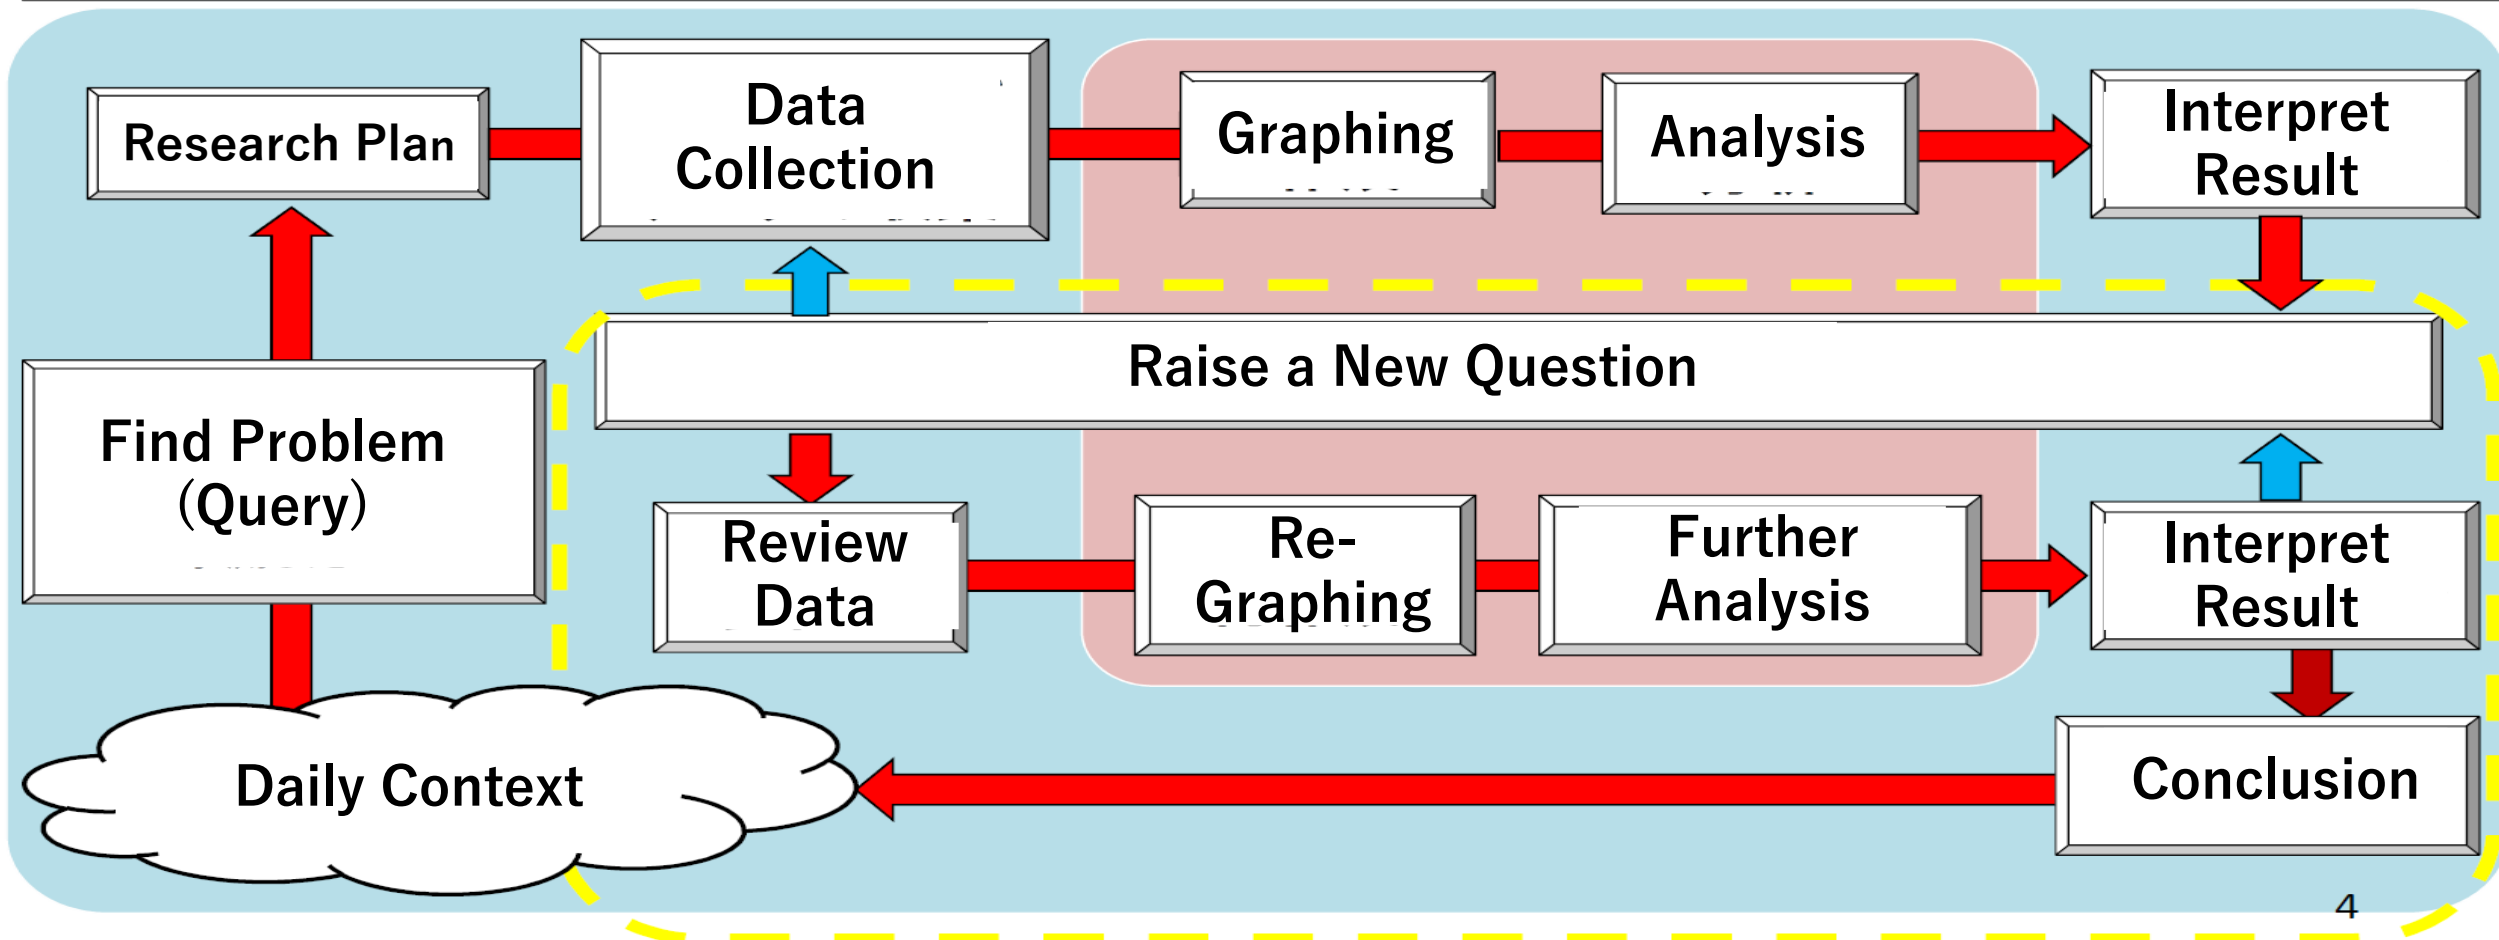 Research Plan
Data
Collection
Graphing
Analysis
Interpret
Result
Raise a New Question
Find Problem
(Query)
Review
Data
Re-
Graphing
Further
Analysis
Interpret
Result
Daily Context
Conclusion
4